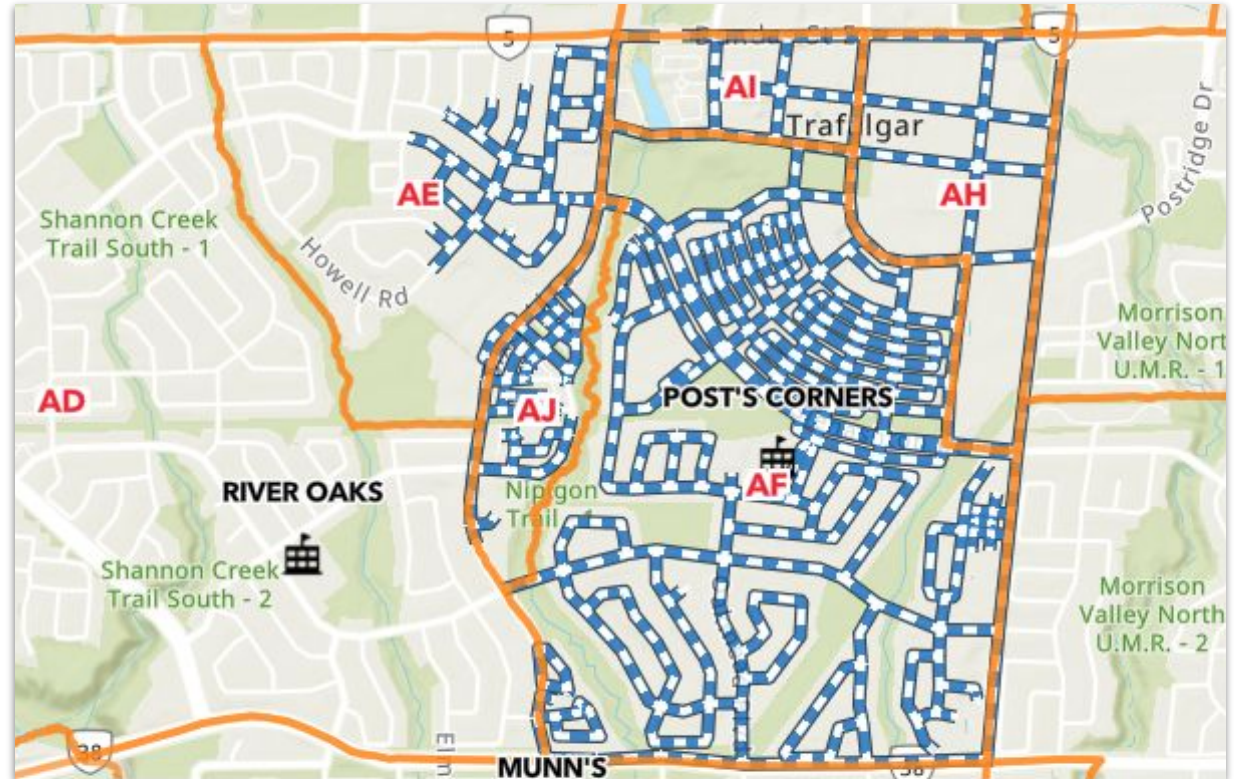 5
5
AI
Trafalgar
AE
AH
Postridge Dr
Shannon Creek
Trail South - 1
Howell Rd
Morrison
Valley Nort
U.M.R. - 1
AD
POST'S CORNERS
AJ
RIVER OAKS
AF
Nipigon
Trail
Shannon Creek
Trail South - 2
Morrison
Valley North
U.M.R. - 2
38
Elm
MUNN'S
38